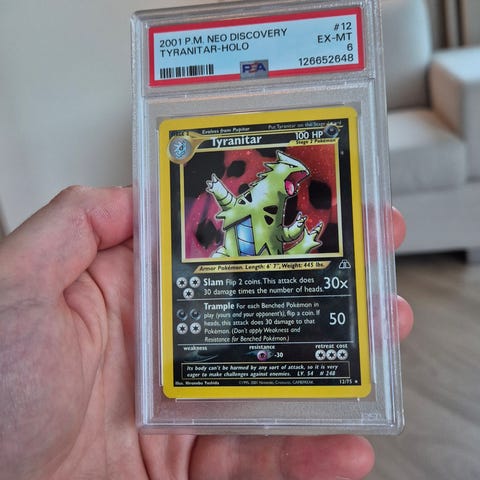 2001 P.M. NEO DISCOVERY #12
TYRANITAR-HOLO EX-MT
6
PSA 126652648
Evolves from Pupitar Put Tyrantar on the Stage 1 card
Tyranitar 100 HP
Stage 2 Pokémon
Armor Pokémon. Length: 6' 7", Weight: 445 lbs.
Slam Flip 2 coins. This attack does 30x
30 damage times the number of heads.
Trample For each Benched Pokémon in
play (yours and your opponent's), flip a coin. If
heads, this attack does 30 damage to that 50
Pokémon. (Don't apply Weakness and
Resistance for Benched Pokémon.)
weakness resistance retreat cost
-30
Its body can't be harmed by any sort of attack, so it is very
eager to make challenges against enemies. LV. 54 # 248
Illus. Hironobu Yoshida ©1995, 2001 Nintendo, Creatures, GAMEFREAK. 12/75 ★